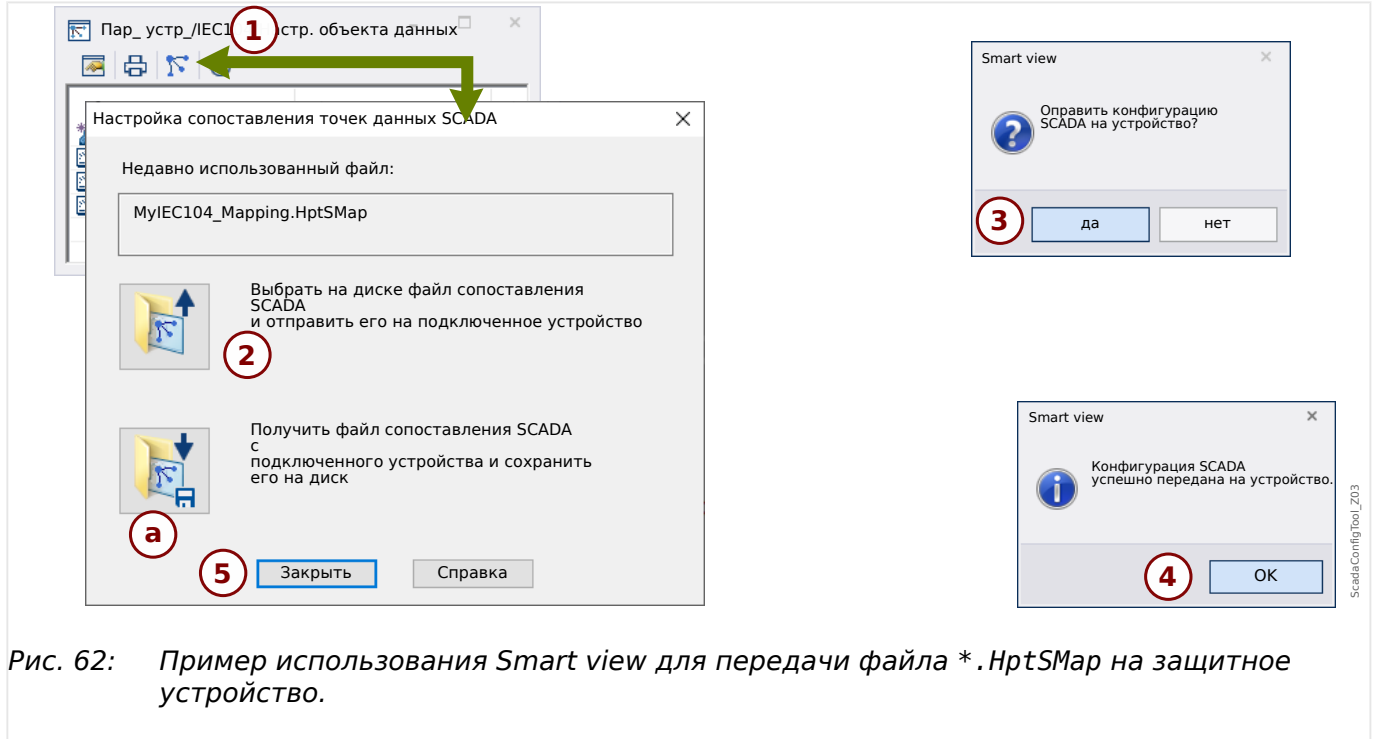 Пар_ устр_/IEC1 стр. объекта данных
1
Настройка сопоставления точек данных SCADA
Недавно использованный файл:
MyIEC104_Mapping.HptSMap
Выбрать на диске файл сопоставления
SCADA
и отправить его на подключенное устройство
2
Получить файл сопоставления SCADA
с
подключенного устройства и сохранить
его на диск
a
5
Закрыть
Справка
Smart view
Оправить конфигурацию
SCADA на устройство?
3
да
нет
Smart view
Конфигурация SCADA
успешно передана на устройство.
4
OK
ScadaConfigTool_Z03
Рис. 62: Пример использования Smart view для передачи файла *.HptSMap на защитное
устройство.